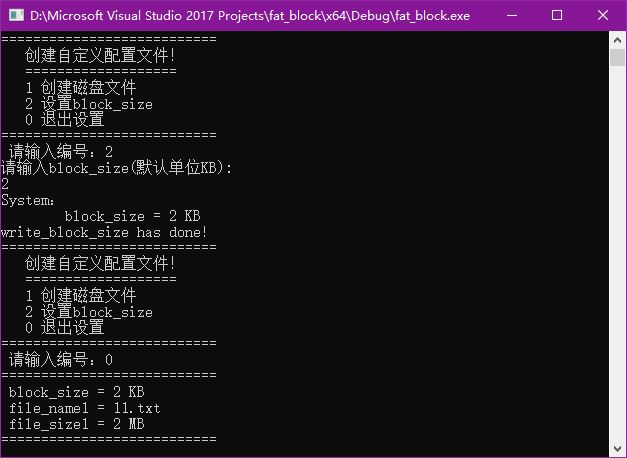 D:\Microsoft Visual Studio 2017 Projects\fat_block\x64\Debug\fat_block.exe
===========================
创建自定义配置文件!
===================
1 创建磁盘文件
2 设置block_size
0 退出设置
===========================
请输入编号: 2
请输入block_size(默认单位KB):
2
System:
block_size = 2 KB
write_block_size has done!
===========================
创建自定义配置文件!
===================
1 创建磁盘文件
2 设置block_size
0 退出设置
===========================
请输入编号: 0
===========================
block_size = 2 KB
file_name1 = 11.txt
file_size1 = 2 MB
===========================